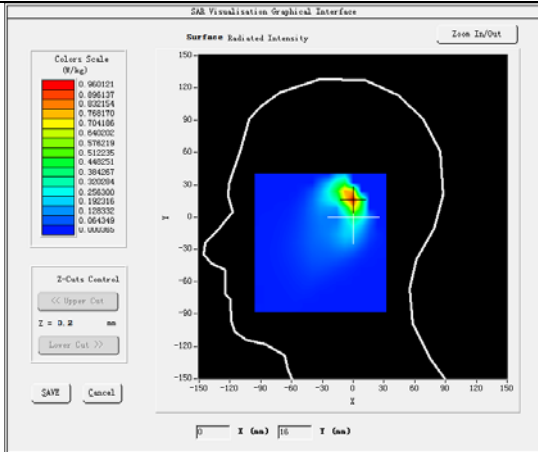 SAR Visualisation Graphical Interface
Surface Radiated Intensity
Zoom In/Out
Colors Scale
(W/kg)
0.960121
0.896137
0.832154
0.768170
0.704186
0.640202
0.576219
0.512235
0.448251
0.384267
0.320284
0.256300
0.192316
0.128332
0.064349
0.000365
150
90
60
30
0
-30
-60
-90
-120
-150
Y
-150 -120 -90 -60 -30 0 30 60 90 120 150
X
Z-Cuts Control
<< Upper Cut
Z = 3.2 mm
Lower Cut >>
SAVE
Cancel
0 X (mm) 16 Y (mm)